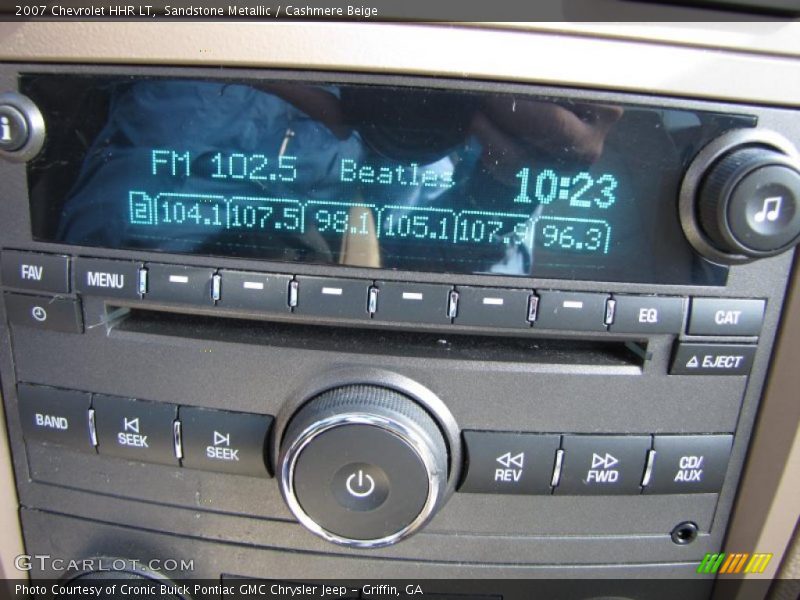 2007 Chevrolet HHR LT, Sandstone Metallic / Cashmere Beige
i
FM 102.5 Beatles 10:23
2 104.1 107.5 98.1 105.1 107.9 96.3
FAV MENU EQ CAT
EJECT
BAND SEEK SEEK REV FWD CD/
AUX
GTCARLOT.COM
Photo Courtesy of Cronic Buick Pontiac GMC Chrysler Jeep - Griffin, GA